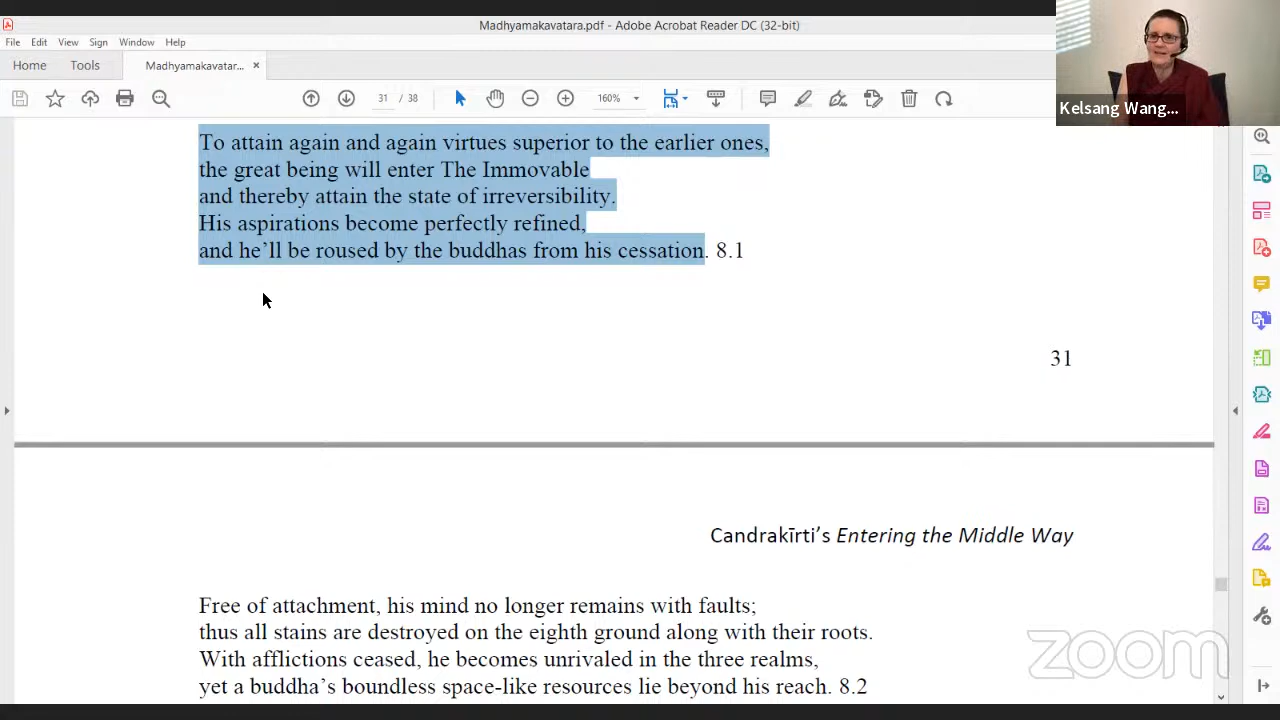 Madhyamakavatara.pdf - Adobe Acrobat Reader DC (32-bit)
File Edit View Sign Window Help
Home Tools Madhyamakavatar... ×
31 / 38 160%
Kelsang Wang...
To attain again and again virtues superior to the earlier ones,
the great being will enter The Immovable
and thereby attain the state of irreversibility.
His aspirations become perfectly refined,
and he’ll be roused by the buddhas from his cessation. 8.1
31
Candrakīrti’s Entering the Middle Way
Free of attachment, his mind no longer remains with faults;
thus all stains are destroyed on the eighth ground along with their roots.
With afflictions ceased, he becomes unrivaled in the three realms,
yet a buddha’s boundless space-like resources lie beyond his reach. 8.2
zoom